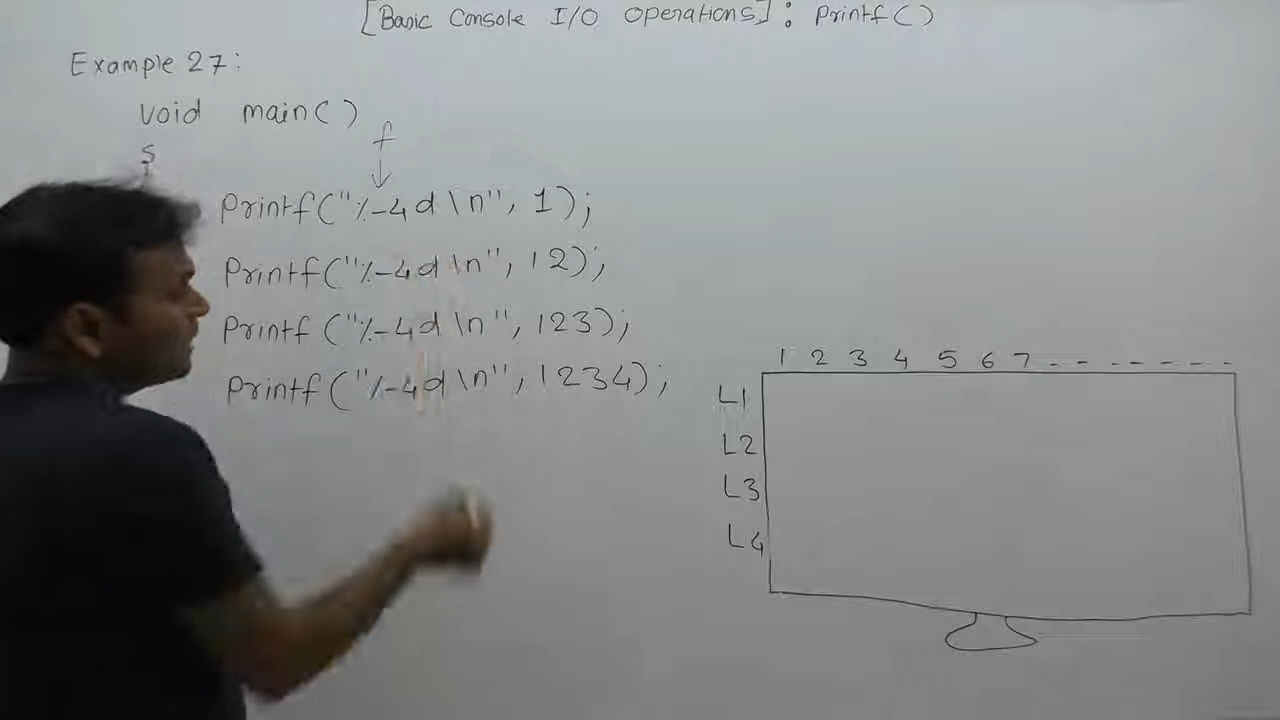 [Basic Console I/O Operations] : Printf()
Example 27:
void main()
{
f
Printf("%-4d\n", 1);
Printf("%-4d\n", 12);
Printf("%-4d\n", 123);
Printf("%-4d\n", 1234);
1 2 3 4 5 6 7 - - - - - - -
L1
L2
L3
L4